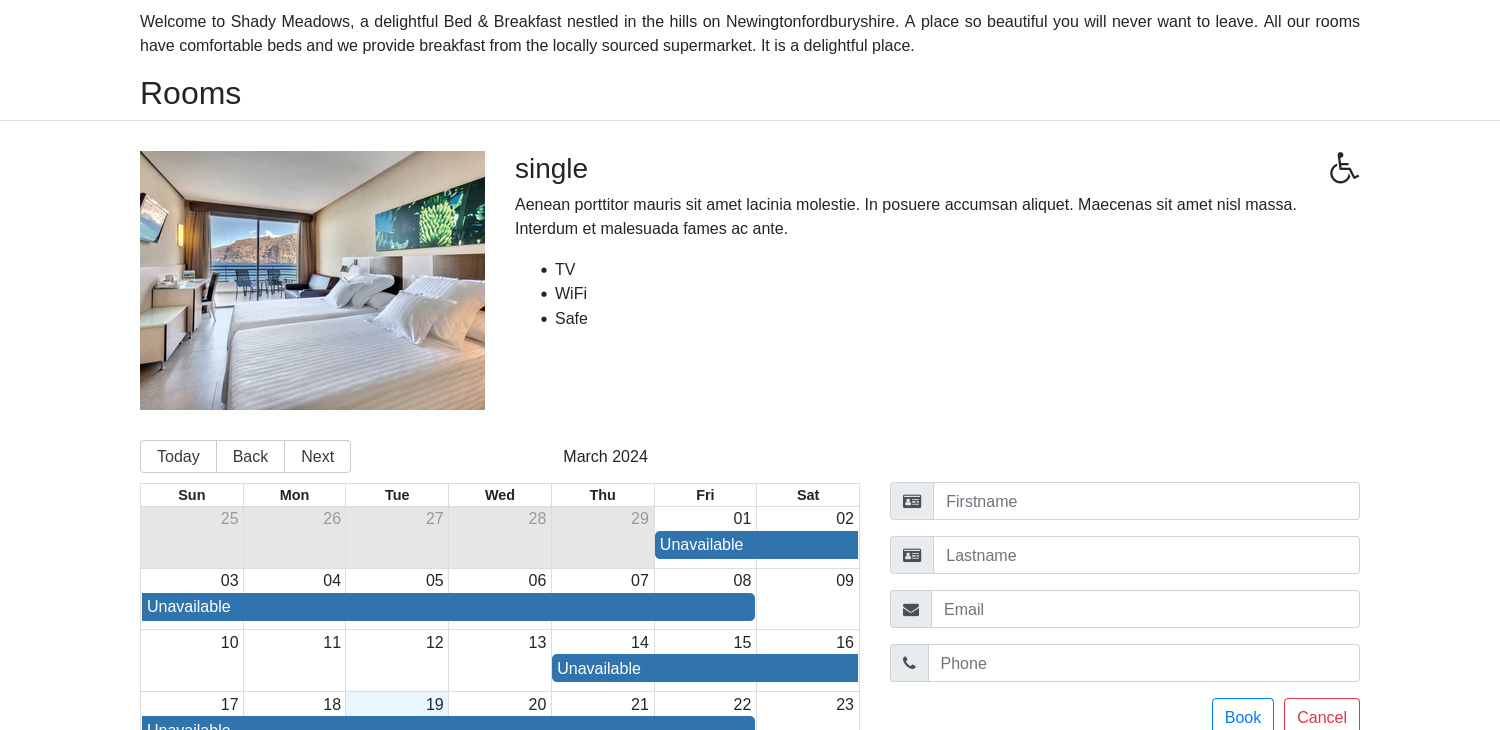 Welcome to Shady Meadows, a delightful Bed & Breakfast nestled in the hills on Newingtonfordburyshire. A place so beautiful you will never want to leave. All our rooms
have comfortable beds and we provide breakfast from the locally sourced supermarket. It is a delightful place.
Rooms
single
Aenean porttitor mauris sit amet lacinia molestie. In posuere accumsan aliquet. Maecenas sit amet nisl massa.
Interdum et malesuada fames ac ante.
TV
WiFi
Safe
Today Back Next March 2024
Sun Mon Tue Wed Thu Fri Sat
25 26 27 28 29 01 02
Unavailable
03 04 05 06 07 08 09
Unavailable
10 11 12 13 14 15 16
Unavailable
17 18 19 20 21 22 23
Unavailable
Firstname
Lastname
Email
Phone
Book Cancel